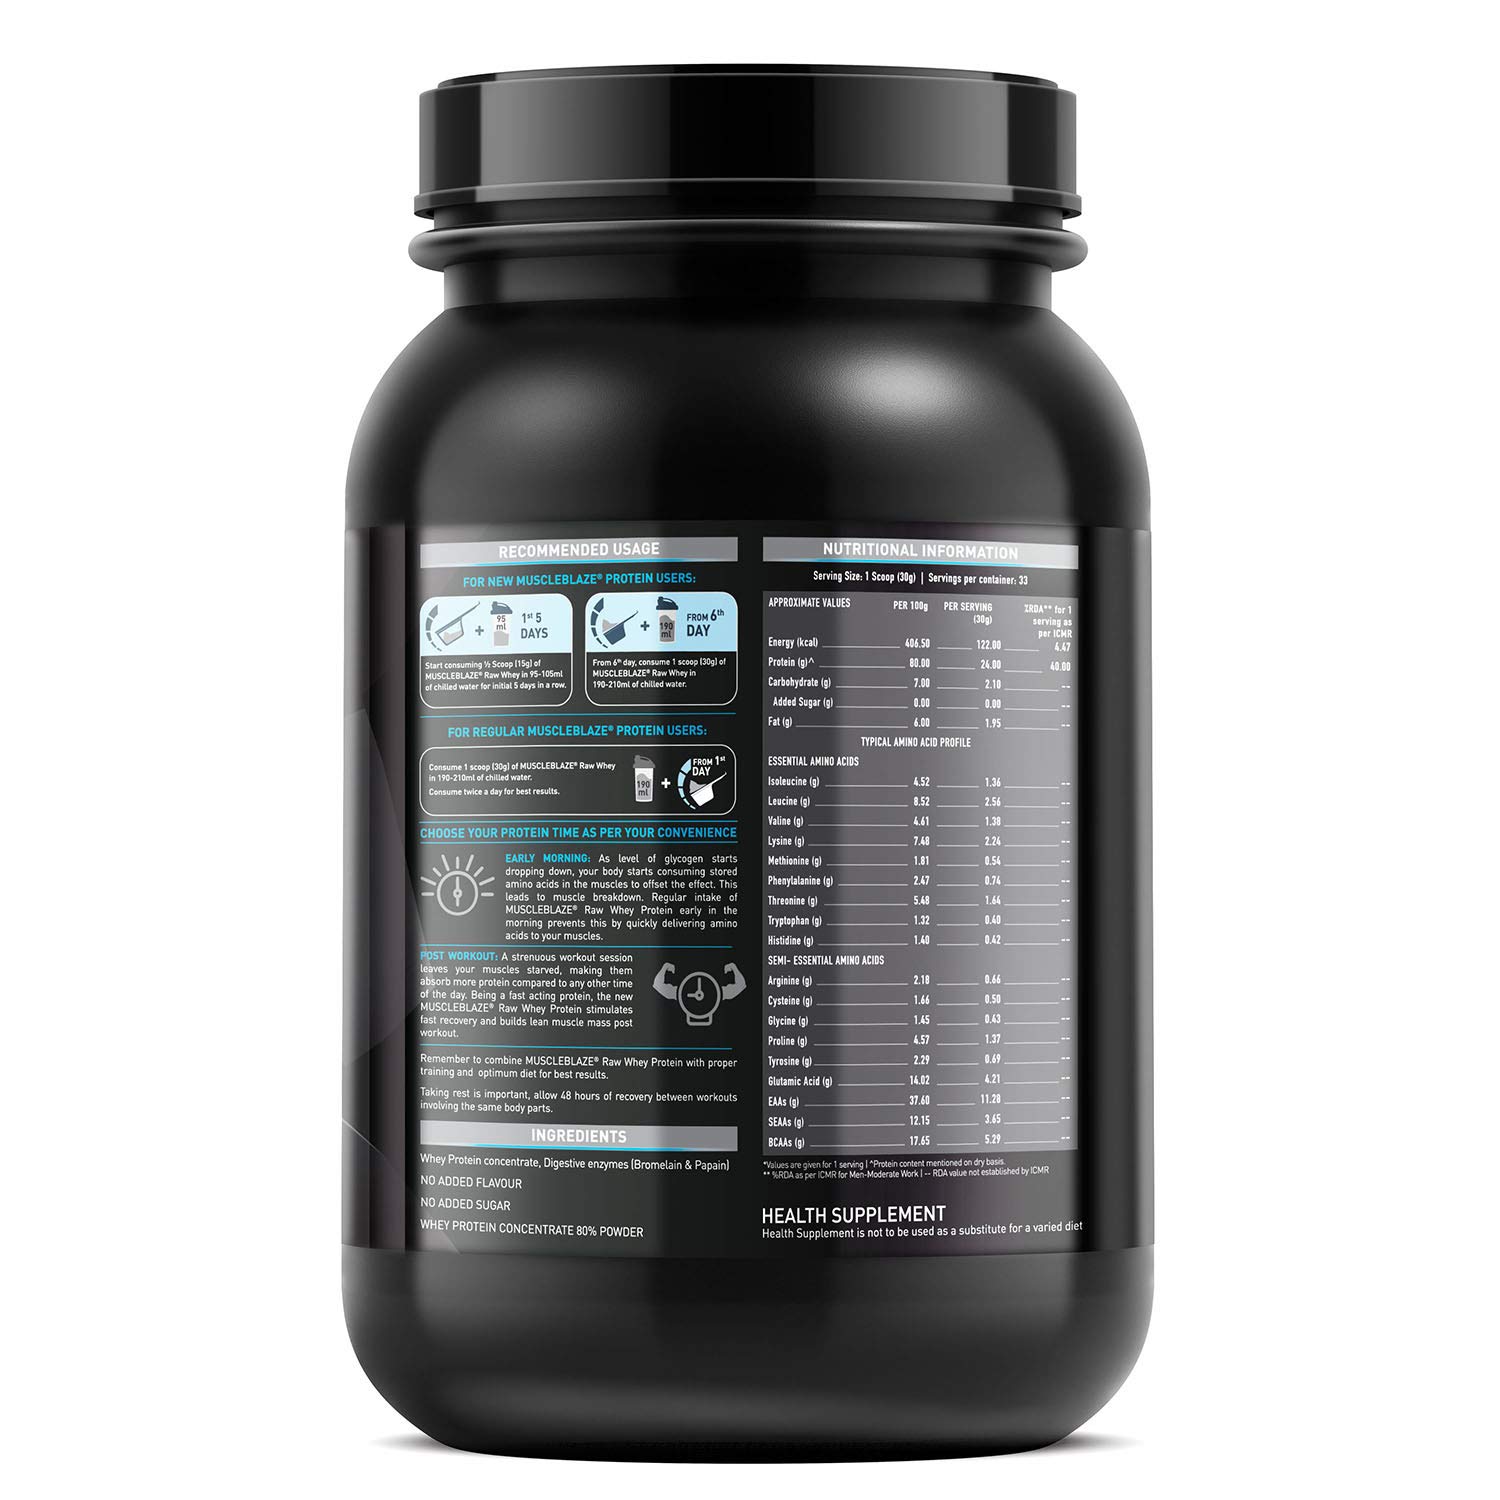 RECOMMENDED USAGE
FOR NEW MUSCLEBLAZE® PROTEIN USERS:
+
95
ml
1st 5
DAYS
Start consuming ½ Scoop (15g) of
MUSCLEBLAZE® Raw Whey in 95-105ml
of chilled water for initial 5 days in a row.
+
190
ml
FROM 6th
DAY
From 6th day, consume 1 scoop (30g) of
MUSCLEBLAZE® Raw Whey in
190-210ml of chilled water.
FOR REGULAR MUSCLEBLAZE® PROTEIN USERS:
Consume 1 scoop (30g) of MUSCLEBLAZE® Raw Whey
in 190-210ml of chilled water.
Consume twice a day for best results.
190
ml
+
FROM 1st
DAY
CHOOSE YOUR PROTEIN TIME AS PER YOUR CONVENIENCE
EARLY MORNING: As level of glycogen starts
dropping down, your body starts consuming stored
amino acids in the muscles to offset the effect. This
leads to muscle breakdown. Regular intake of
MUSCLEBLAZE® Raw Whey Protein early in the
morning prevents this by quickly delivering amino
acids to your muscles.
POST WORKOUT: A strenuous workout session
leaves your muscles starved, making them
absorb more protein compared to any other time
of the day. Being a fast acting protein, the new
MUSCLEBLAZE® Raw Whey Protein stimulates
fast recovery and builds lean muscle mass post
workout.
Remember to combine MUSCLEBLAZE® Raw Whey Protein with proper
training and optimum diet for best results.
Taking rest is important, allow 48 hours of recovery between workouts
involving the same body parts.
INGREDIENTS
Whey Protein concentrate, Digestive enzymes (Bromelain & Papain)
NO ADDED FLAVOUR
NO ADDED SUGAR
WHEY PROTEIN CONCENTRATE 80% POWDER
NUTRITIONAL INFORMATION
Serving Size: 1 Scoop (30g) | Servings per container: 33
APPROXIMATE VALUES PER 100g PER SERVING (30g) %RDA** for 1 serving as per ICMR
Energy (kcal) 406.50 122.00 4.47
Protein (g)^ 80.00 24.00 40.00
Carbohydrate (g) 7.00 2.10 --
Added Sugar (g) 0.00 0.00 --
Fat (g) 6.00 1.95 --
TYPICAL AMINO ACID PROFILE
ESSENTIAL AMINO ACIDS
Isoleucine (g) 4.52 1.36 --
Leucine (g) 8.52 2.56 --
Valine (g) 4.61 1.38 --
Lysine (g) 7.48 2.24 --
Methionine (g) 1.81 0.54 --
Phenylalanine (g) 2.47 0.74 --
Threonine (g) 5.48 1.64 --
Tryptophan (g) 1.32 0.40 --
Histidine (g) 1.40 0.42 --
SEMI- ESSENTIAL AMINO ACIDS
Arginine (g) 2.18 0.66 --
Cysteine (g) 1.66 0.50 --
Glycine (g) 1.45 0.43 --
Proline (g) 4.57 1.37 --
Tyrosine (g) 2.29 0.69 --
Glutamic Acid (g) 14.02 4.21 --
EAAs (g) 37.60 11.28 --
SEAAs (g) 12.15 3.65 --
BCAAs (g) 17.65 5.29 --
*Values are given for 1 serving | ^Protein content mentioned on dry basis.
** %RDA as per ICMR for Men-Moderate Work | -- RDA value not established by ICMR
HEALTH SUPPLEMENT
Health Supplement is not to be used as a substitute for a varied diet